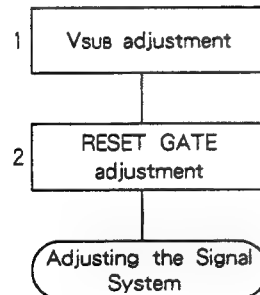 1 Vsub adjustment
2 RESET GATE
adjustment
Adjusting the Signal
System